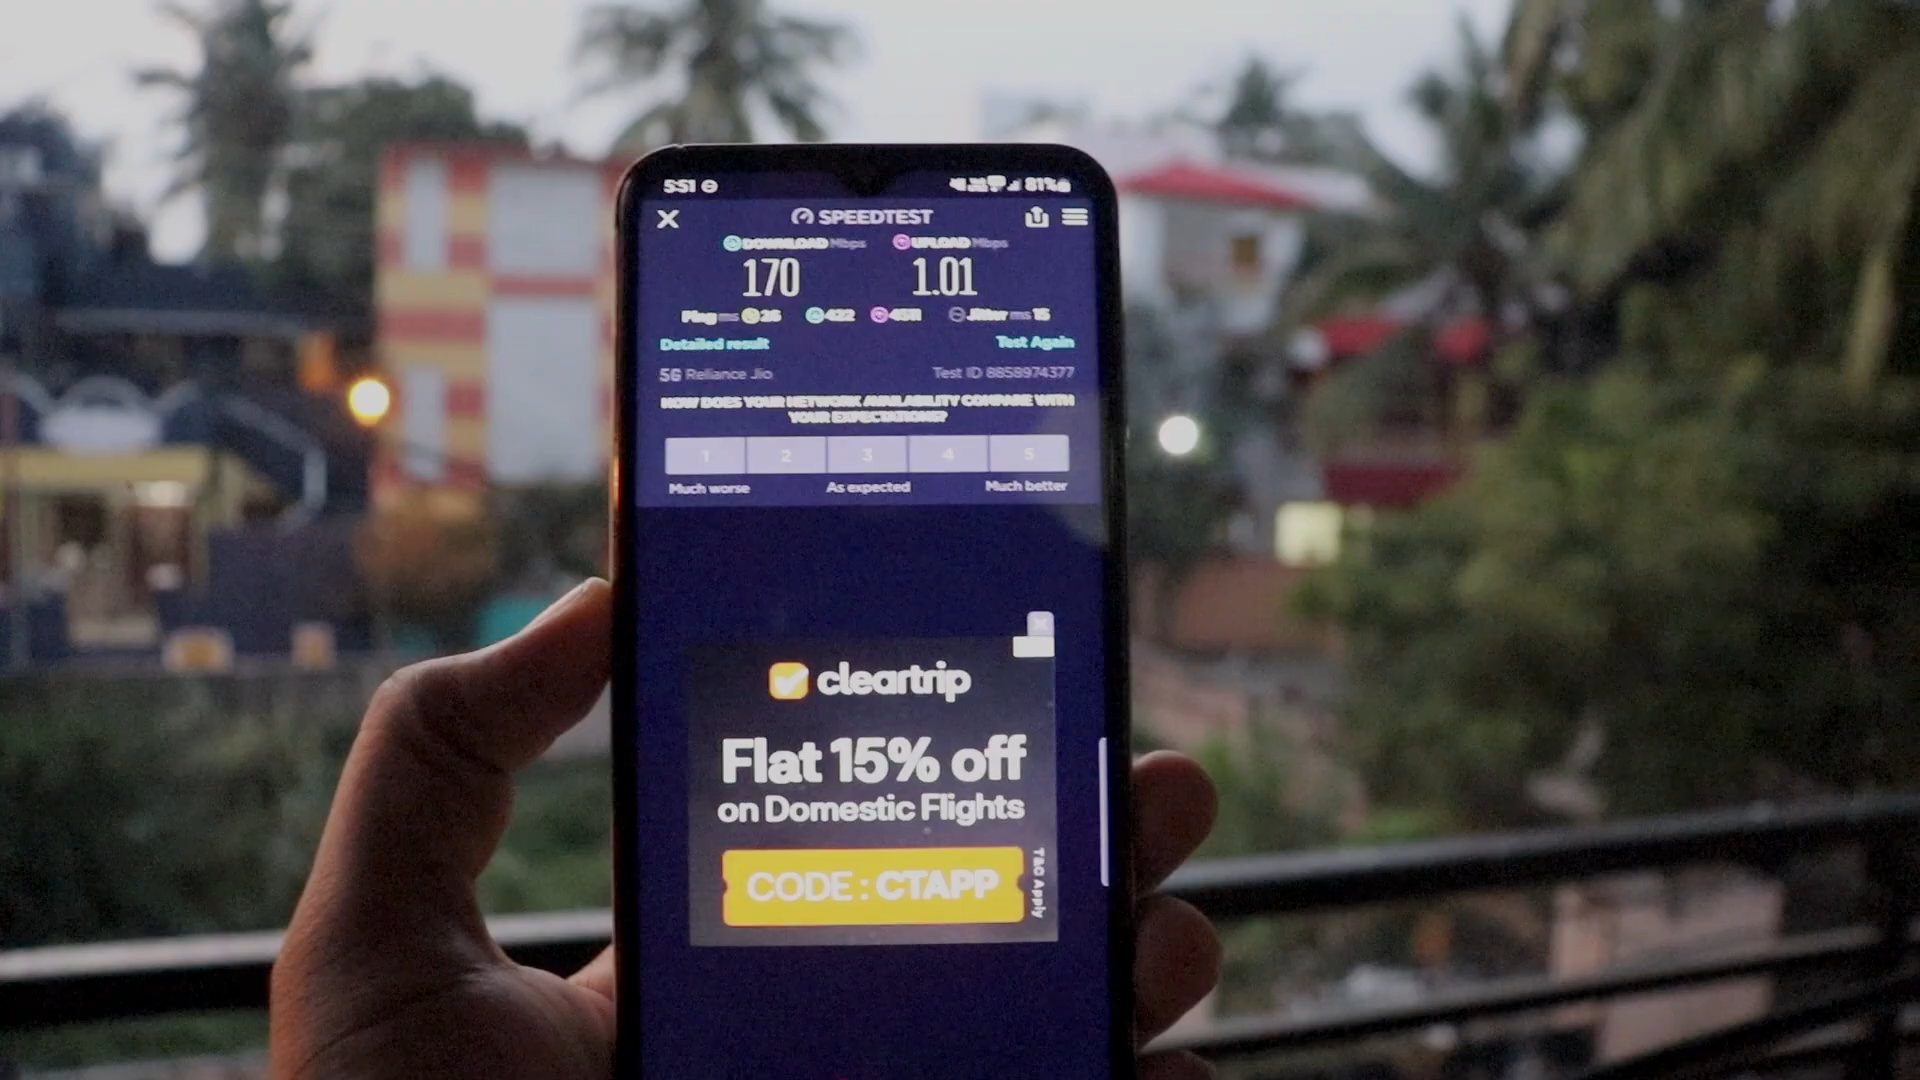 5:51 81%
SPEEDTEST
DOWNLOAD Mbps UPLOAD Mbps
170 1.01
Ping ms 26 422 Jitter ms 15
Detailed result Test Again
5G Reliance Jio Test ID 8858974377
HOW DOES YOUR NETWORK AVAILABILITY COMPARE WITH
YOUR EXPECTATIONS?
1 2 3 4 5
Much worse As expected Much better
cleartrip
Flat 15% off
on Domestic Flights
CODE : CTAPP
T&C Apply